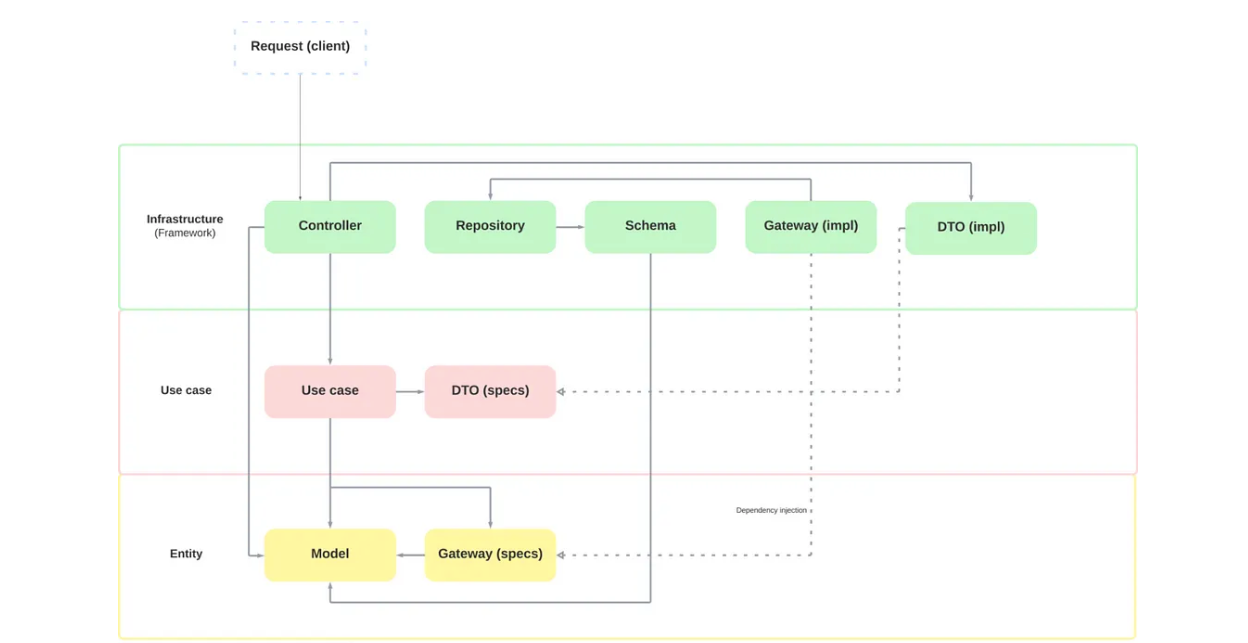 Request (client)
Infrastructure
(Framework)
Controller
Repository
Schema
Gateway (impl)
DTO (impl)
Use case
Use case
DTO (specs)
Dependency injection
Entity
Model
Gateway (specs)